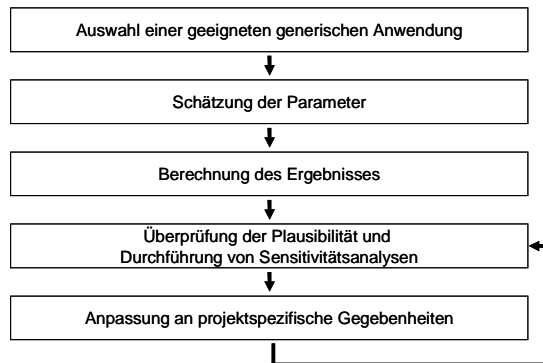 Auswahl einer geeigneten generischen Anwendung
Schätzung der Parameter
Berechnung des Ergebnisses
Überprüfung der Plausibilität und
Durchführung von Sensitivitätsanalysen
Anpassung an projektspezifische Gegebenheiten